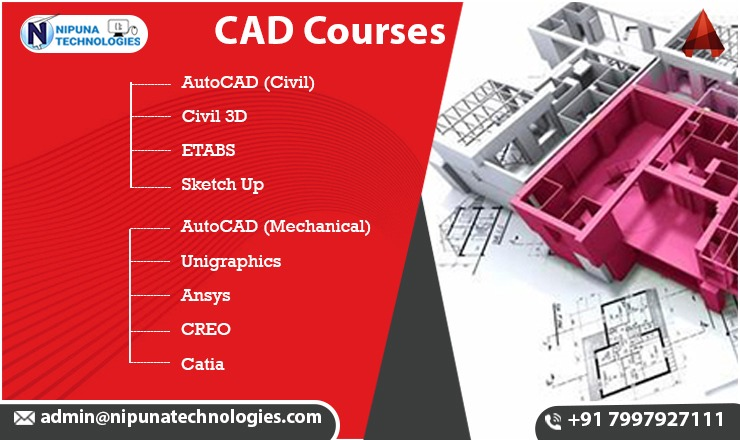 NIPUNA
TECHNOLOGIES
CAD Courses
AutoCAD (Civil)
Civil 3D
ETABS
Sketch Up
AutoCAD (Mechanical)
Unigraphics
Ansys
CREO
Catia
admin@nipunatechnologies.com
+91 7997927111